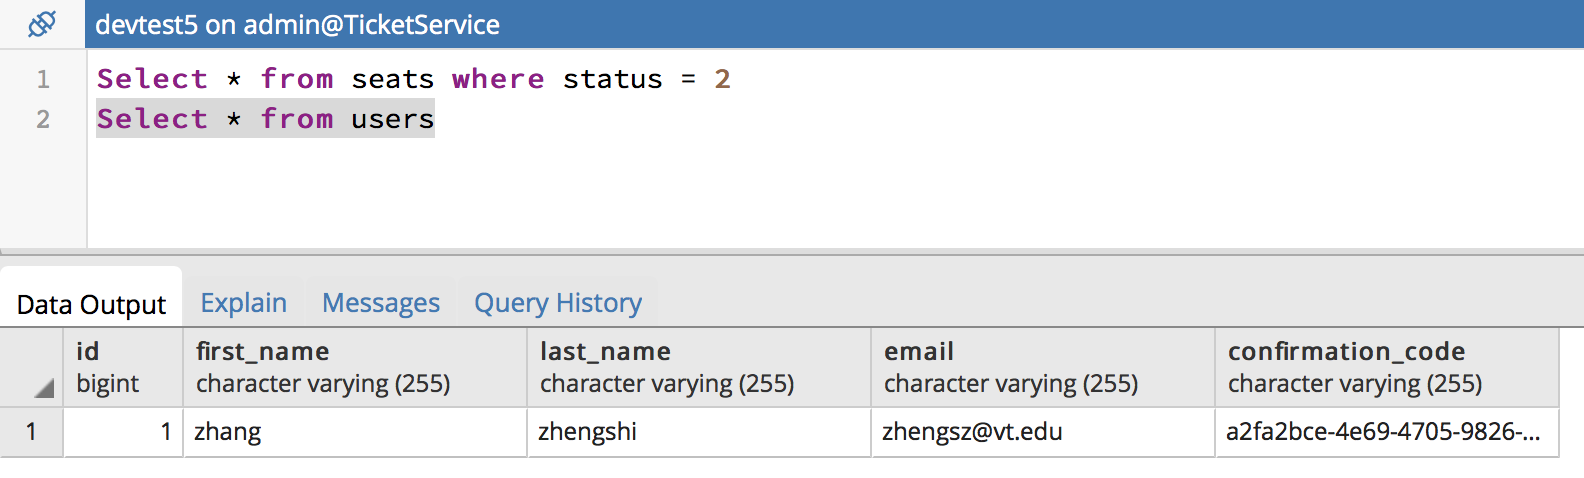 devtest5 on admin@TicketService
1 Select * from seats where status = 2
2 Select * from users
Data Output Explain Messages Query History
id first_name last_name email confirmation_code
bigint character varying (255) character varying (255) character varying (255) character varying (255)
1 1 zhang zhengshi zhengsz@vt.edu a2fa2bce-4e69-4705-9826-...